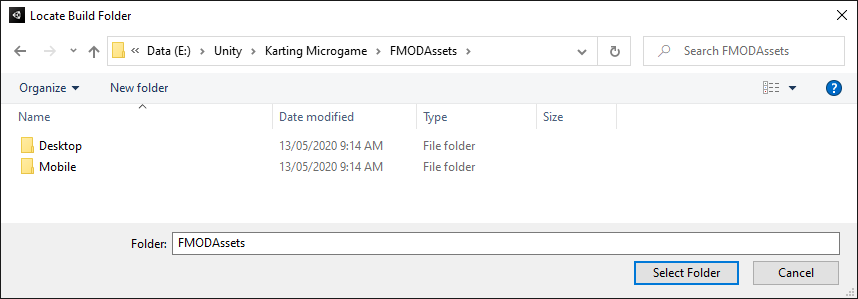 Locate Build Folder
« Data (E:) › Unity › Karting Microgame › FMODAssets ›
Search FMODAssets
Organize New folder
?
Name Date modified Type Size
Desktop 13/05/2020 9:14 AM File folder
Mobile 13/05/2020 9:14 AM File folder
Folder: FMODAssets
Select Folder Cancel